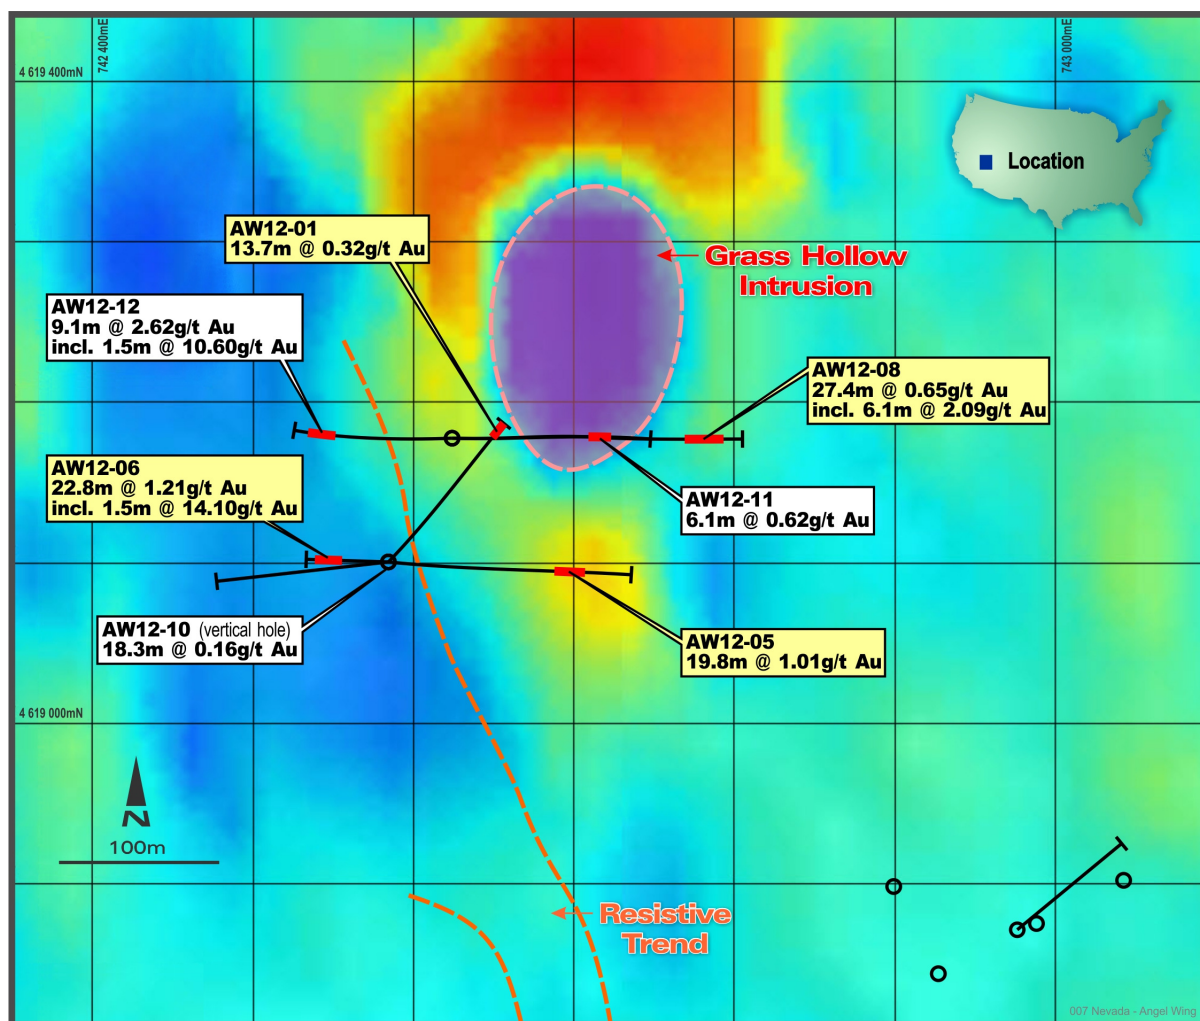 742 400mE
743 000mE
4 619 400mN
Location
AW12-01
13.7m @ 0.32g/t Au
Grass Hollow
Intrusion
AW12-12
9.1m @ 2.62g/t Au
incl. 1.5m @ 10.60g/t Au
AW12-08
27.4m @ 0.65g/t Au
incl. 6.1m @ 2.09g/t Au
AW12-06
22.8m @ 1.21g/t Au
incl. 1.5m @ 14.10g/t Au
AW12-11
6.1m @ 0.62g/t Au
AW12-10 (vertical hole)
18.3m @ 0.16g/t Au
AW12-05
19.8m @ 1.01g/t Au
4 619 000mN
N
100m
Resistive
Trend
007 Nevada - Angel Wing